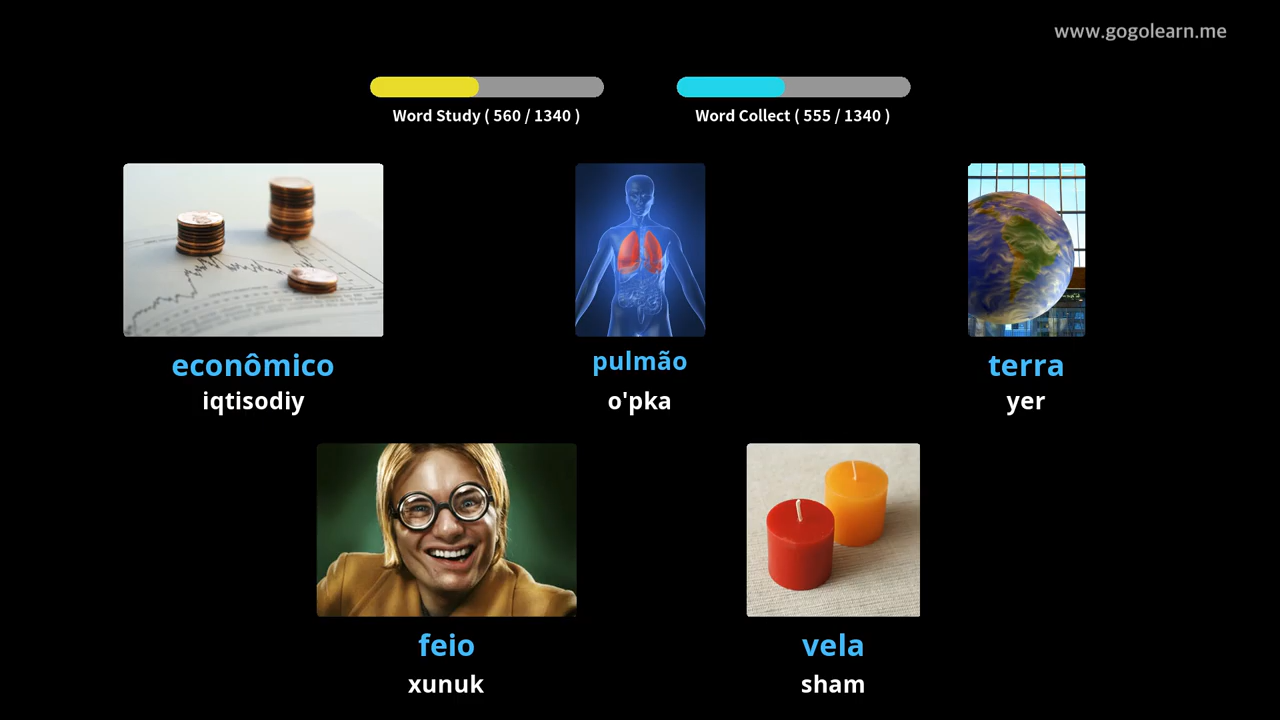 www.gogolearn.me
Word Study ( 560 / 1340 )
Word Collect ( 555 / 1340 )
econômico
iqtisodiy
pulmão
o'pka
terra
yer
feio
xunuk
vela
sham